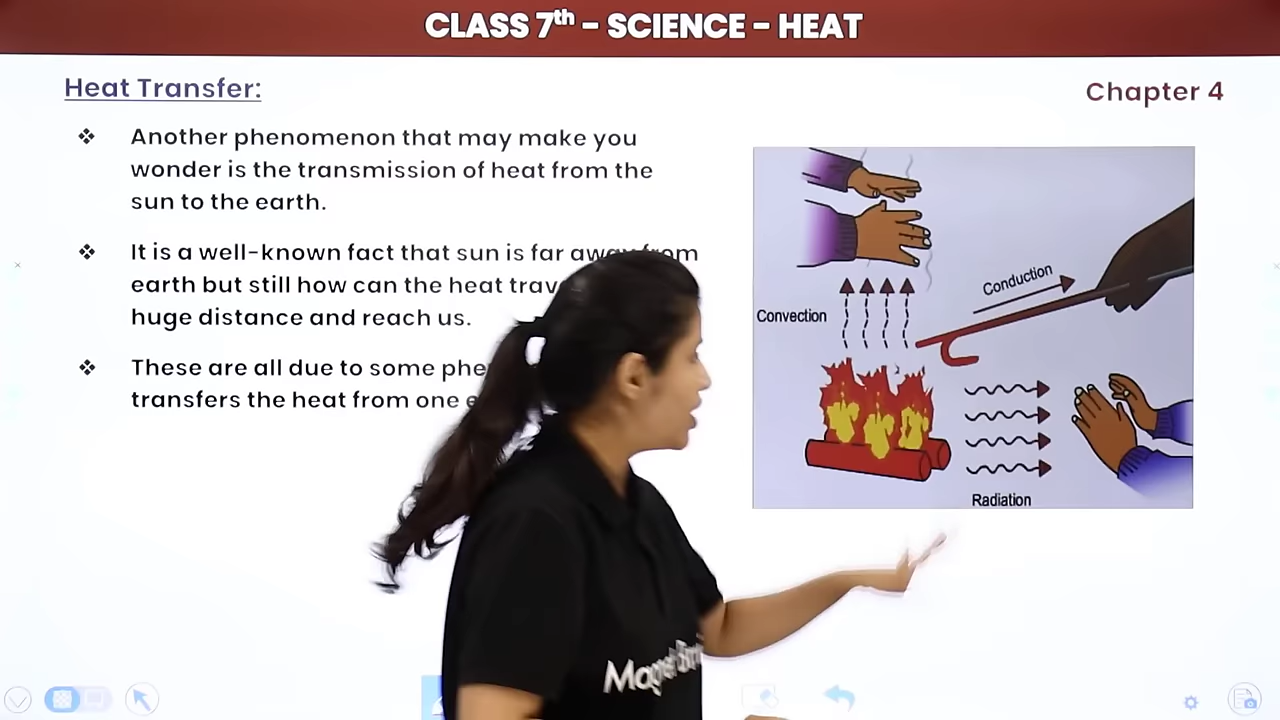 CLASS 7th - SCIENCE - HEAT
Heat Transfer:
Chapter 4
❖ Another phenomenon that may make you
wonder is the transmission of heat from the
sun to the earth.
❖ It is a well-known fact that sun is far away from
earth but still how can the heat
huge distance and reach us.
❖ These are all due to some
transfers the heat from one
Convection
Conduction
Radiation